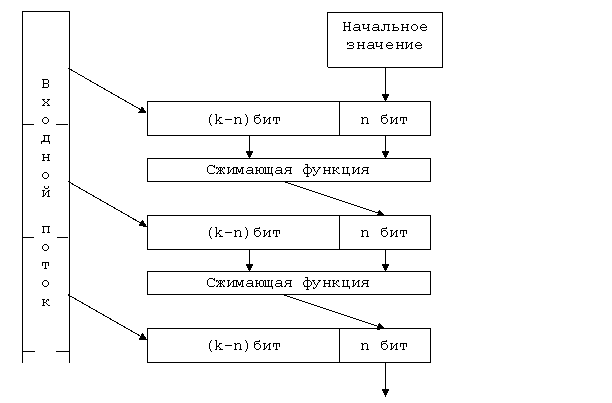 Начальное
значение
Входной поток
(k-n)бит
n бит
Сжимающая функция
(k-n)бит
n бит
Сжимающая функция
(k-n)бит
n бит